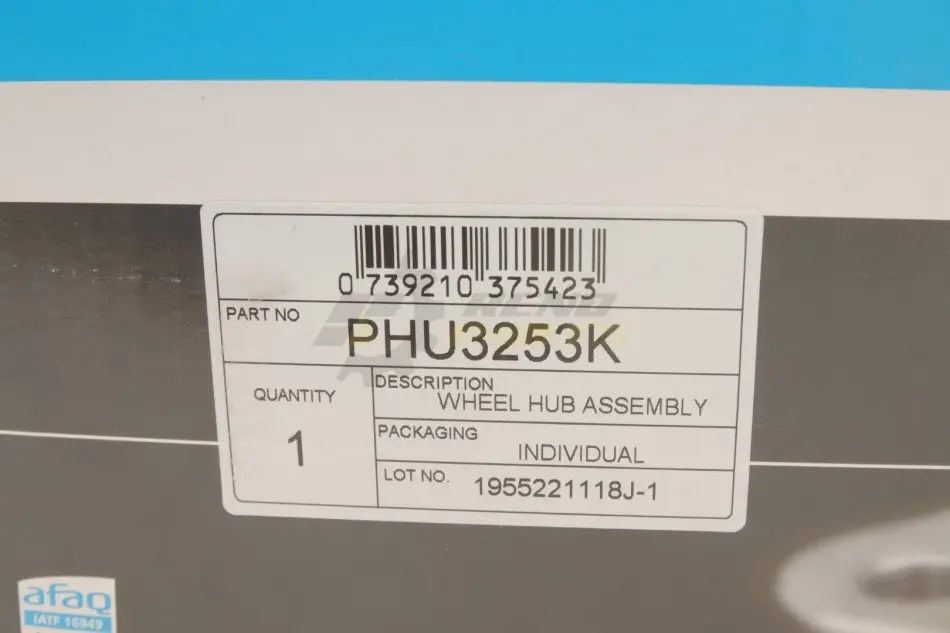 0 739210 375423
PART NO
PHU3253K
QUANTITY
1
DESCRIPTION
WHEEL HUB ASSEMBLY
PACKAGING
INDIVIDUAL
LOT NO.
1955221118J-1
afaq
IATF 16949